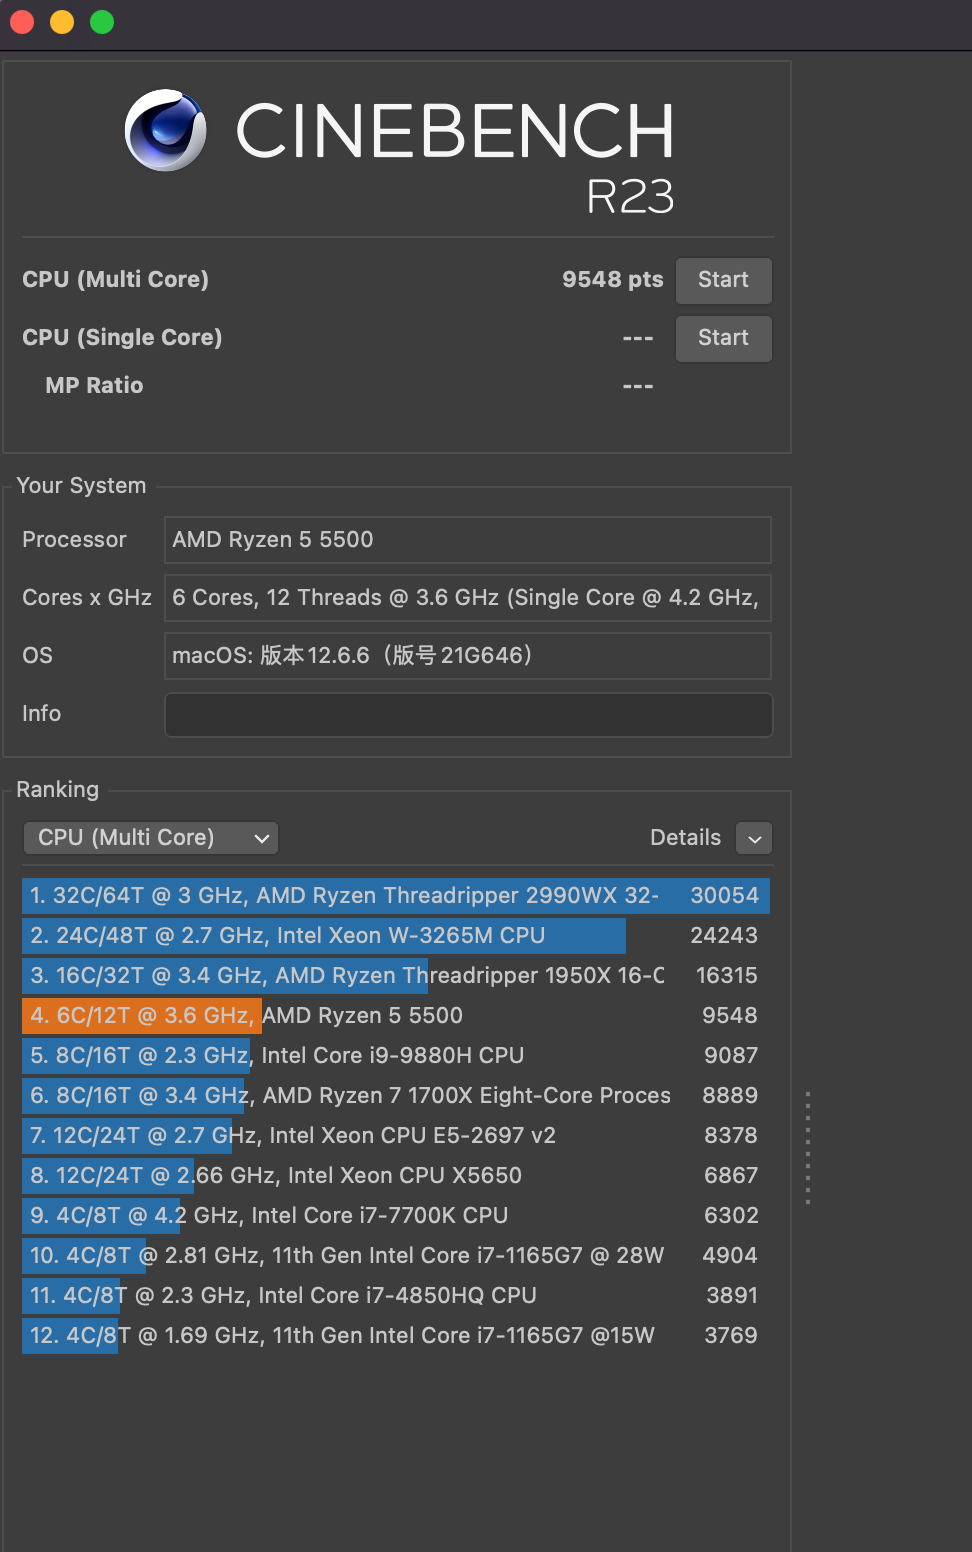 CINEBENCH
R23
CPU (Multi Core) 9548 pts Start
CPU (Single Core) --- Start
MP Ratio ---
Your System
Processor AMD Ryzen 5 5500
Cores x GHz 6 Cores, 12 Threads @ 3.6 GHz (Single Core @ 4.2 GHz,
OS macOS: 版本 12.6.6（版号 21G646）
Info
Ranking
CPU (Multi Core) Details
1. 32C/64T @ 3 GHz, AMD Ryzen Threadripper 2990WX 32- 30054
2. 24C/48T @ 2.7 GHz, Intel Xeon W-3265M CPU 24243
3. 16C/32T @ 3.4 GHz, AMD Ryzen Threadripper 1950X 16-C 16315
4. 6C/12T @ 3.6 GHz, AMD Ryzen 5 5500 9548
5. 8C/16T @ 2.3 GHz, Intel Core i9-9880H CPU 9087
6. 8C/16T @ 3.4 GHz, AMD Ryzen 7 1700X Eight-Core Proces 8889
7. 12C/24T @ 2.7 GHz, Intel Xeon CPU E5-2697 v2 8378
8. 12C/24T @ 2.66 GHz, Intel Xeon CPU X5650 6867
9. 4C/8T @ 4.2 GHz, Intel Core i7-7700K CPU 6302
10. 4C/8T @ 2.81 GHz, 11th Gen Intel Core i7-1165G7 @ 28W 4904
11. 4C/8T @ 2.3 GHz, Intel Core i7-4850HQ CPU 3891
12. 4C/8T @ 1.69 GHz, 11th Gen Intel Core i7-1165G7 @15W 3769